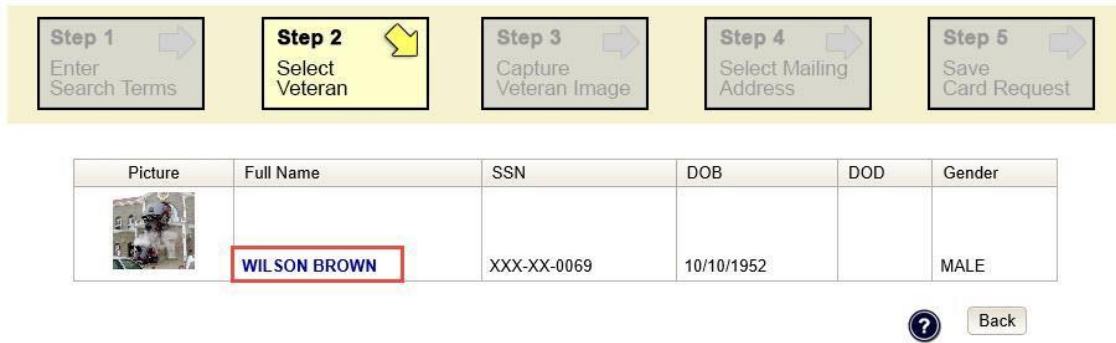 Step 1
Enter
Search Terms
Step 2
Select
Veteran
Step 3
Capture
Veteran Image
Step 4
Select Mailing
Address
Step 5
Save
Card Request
Picture Full Name SSN DOB DOD Gender
WILSON BROWN XXX-XX-0069 10/10/1952 MALE
? Back